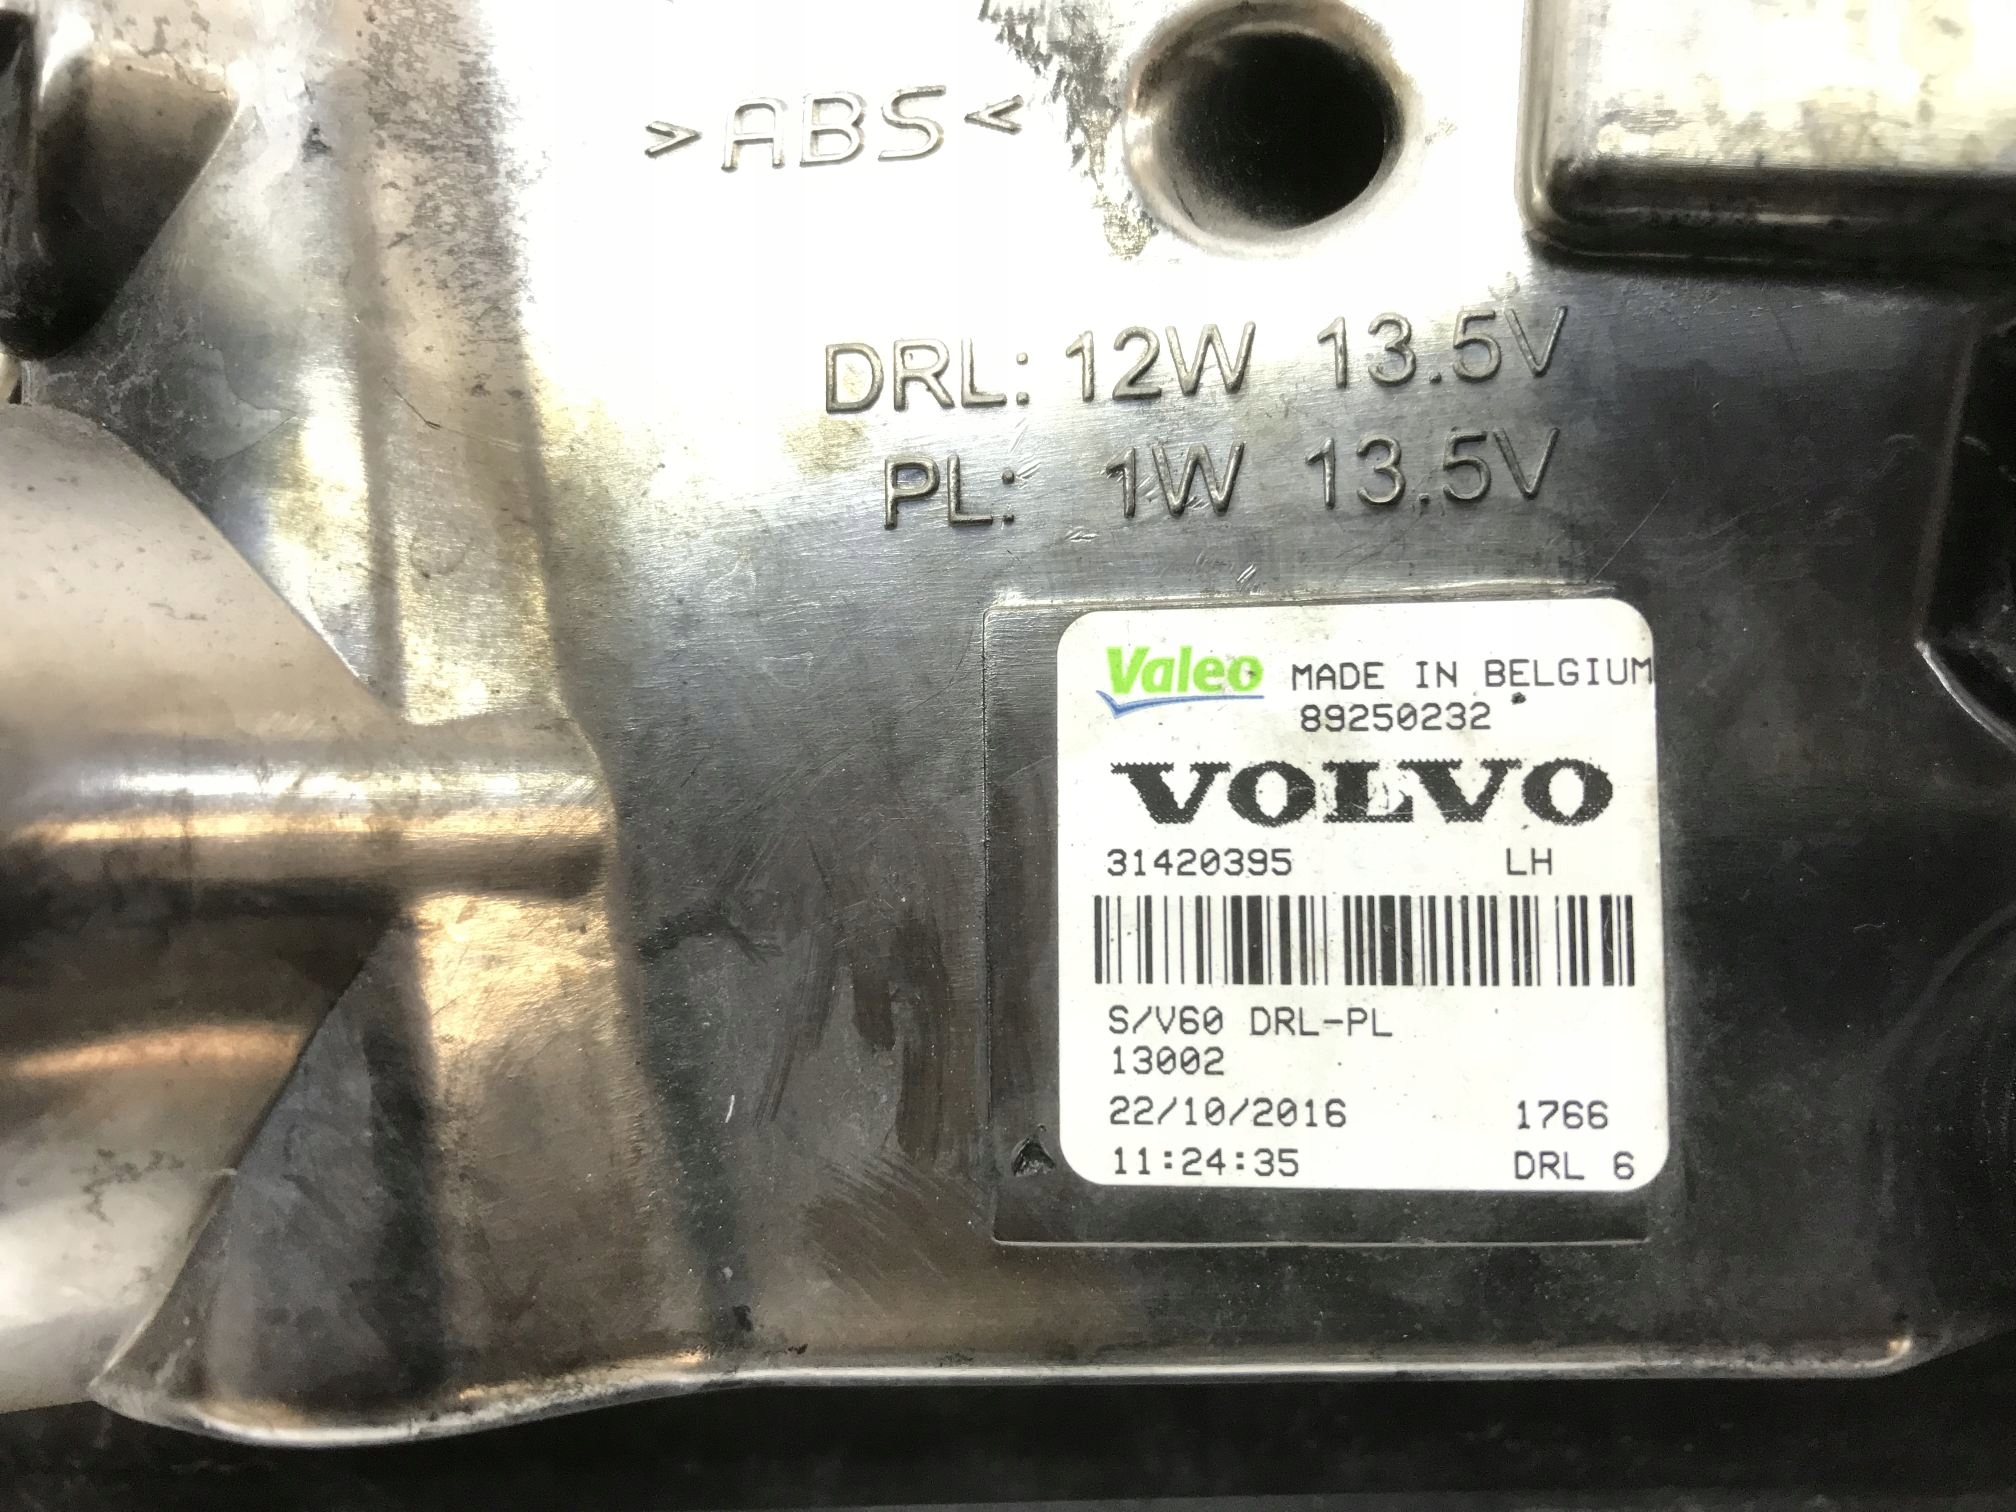 >ABS<
DRL: 12W 13.5V
PL: 1W 13.5V
Valeo MADE IN BELGIUM
89250232
VOLVO
31420395 LH
S/V60 DRL-PL
13002
22/10/2016 1766
11:24:35 DRL 6